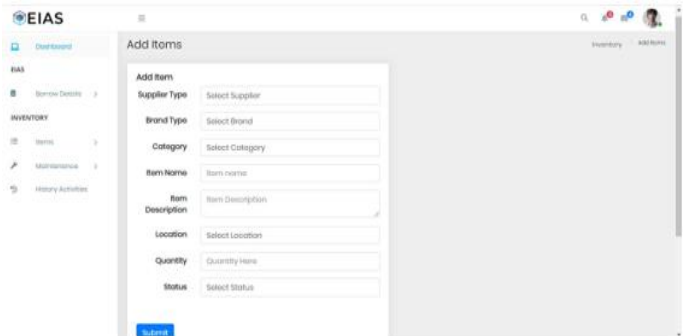 EIAS
Dashboard
EIAS
Borrow Details
INVENTORY
Items
Maintenance
History Activities
Add Items
Inventory
Add Items
Add Item
Supplier Type
Select Supplier
Brand Type
Select Brand
Category
Select Category
Item Name
Item name
Item
Description
Item Description
Location
Select Location
Quantity
Quantity Here
Status
Select Status
Submit